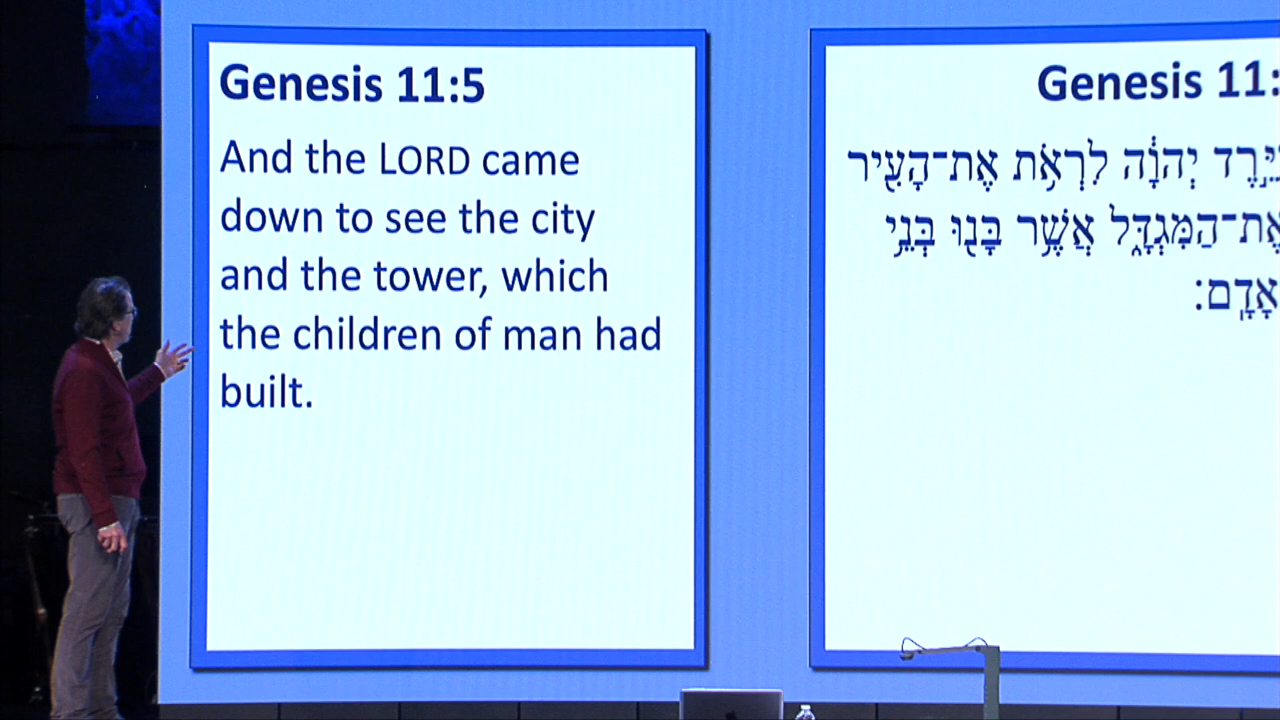 Genesis 11:5
And the LORD came
down to see the city
and the tower, which
the children of man had
built.
Genesis 11:
יְהוָ֔ה לִרְאֹ֥ת אֶת־הָעִ֖יר
הַמִּגְדָּ֑ל אֲשֶׁ֥ר בָּנ֖וּ בְּנֵ֥י